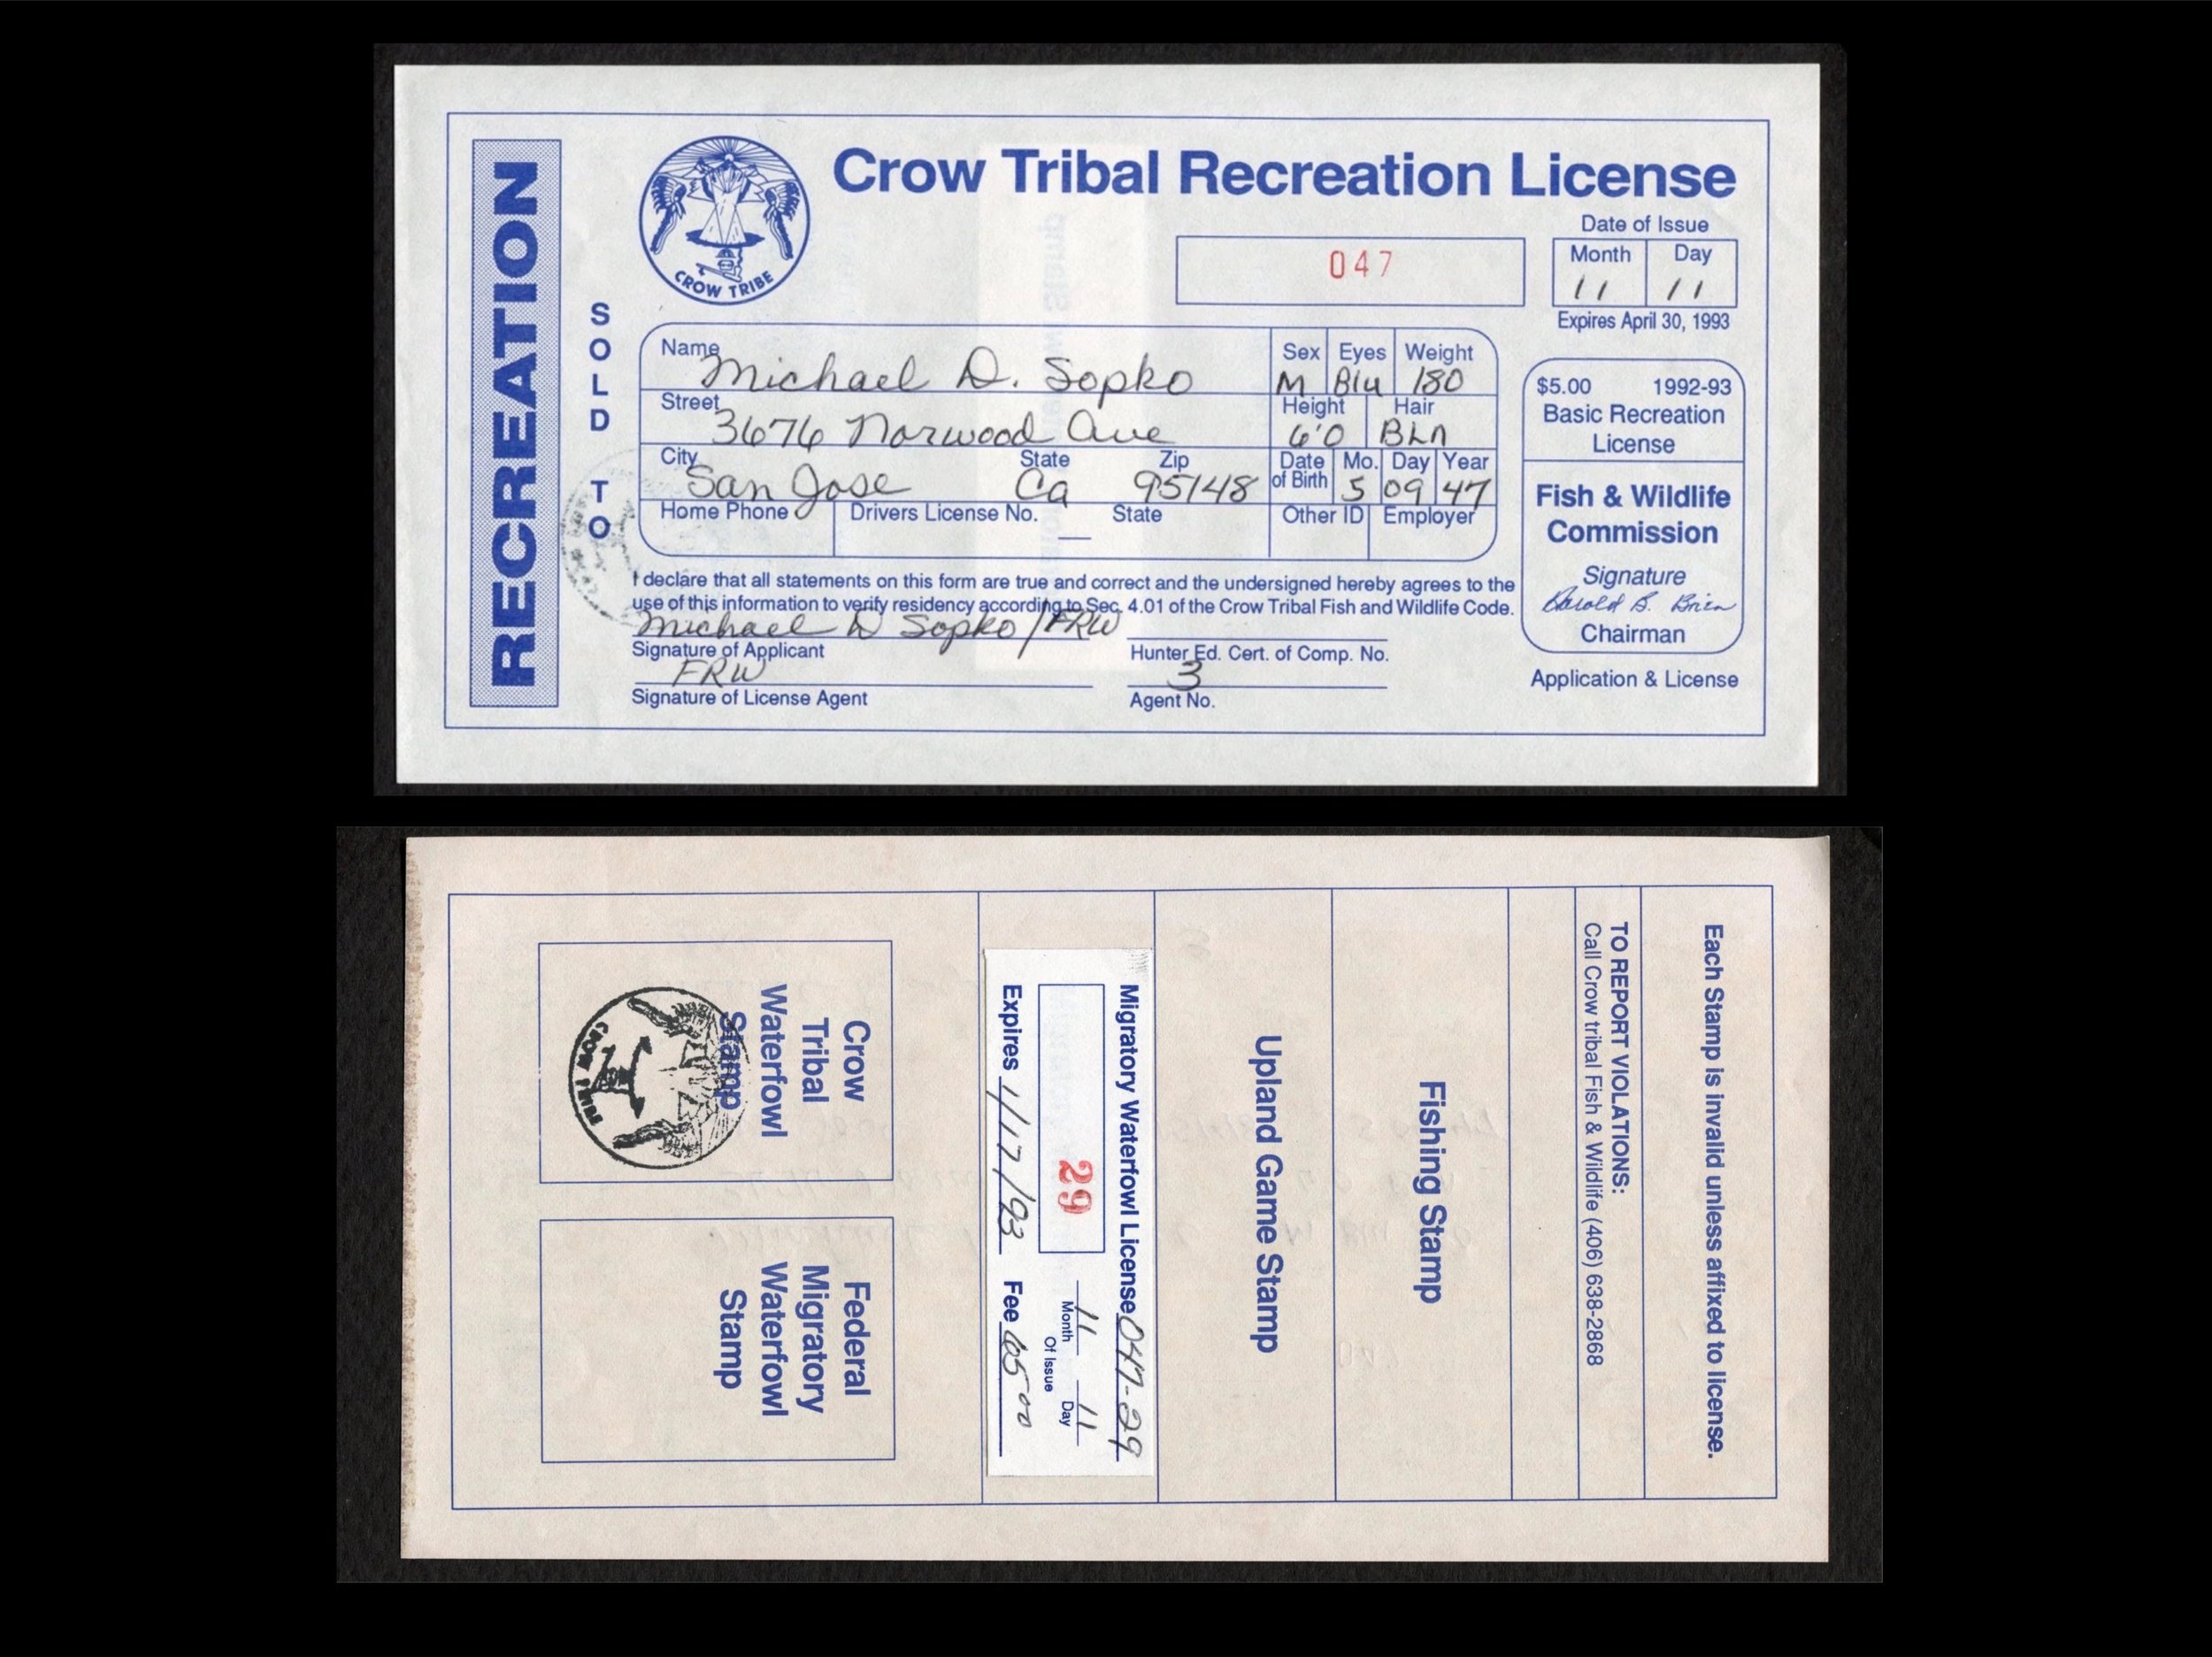 RECREATION
CROW TRIBE
Crow Tribal Recreation License
047
Date of Issue
Month Day
11 11
Expires April 30, 1993
SOLD TO
Name Michael D. Sopko
Sex Eyes Weight
M Blu 180
Street 3676 Norwood Ave
Height Hair
6'0 BLn
City State Zip
San Jose Ca 95148
Date of Birth Mo. Day Year
5 09 47
Home Phone Drivers License No. State
Other ID Employer
$5.00 1992-93
Basic Recreation
License
Fish & Wildlife
Commission
Signature
Harold B. Brien
Chairman
Application & License
I declare that all statements on this form are true and correct and the undersigned hereby agrees to the
use of this information to verify residency according to Sec. 4.01 of the Crow Tribal Fish and Wildlife Code.
Michael D Sopko/FRW
Signature of Applicant
Hunter Ed. Cert. of Comp. No.
FRW
Signature of License Agent
3
Agent No.
Each Stamp is invalid unless affixed to license.
TO REPORT VIOLATIONS:
Call Crow tribal Fish & Wildlife (406) 638-2868
Fishing Stamp
Upland Game Stamp
Migratory Waterfowl License 047-29
29
11 11
Month Day
Of Issue
Expires 1/17/93 Fee 65 00
Crow
Tribal
Waterfowl
Stamp
CROW TRIBE
Federal
Migratory
Waterfowl
Stamp